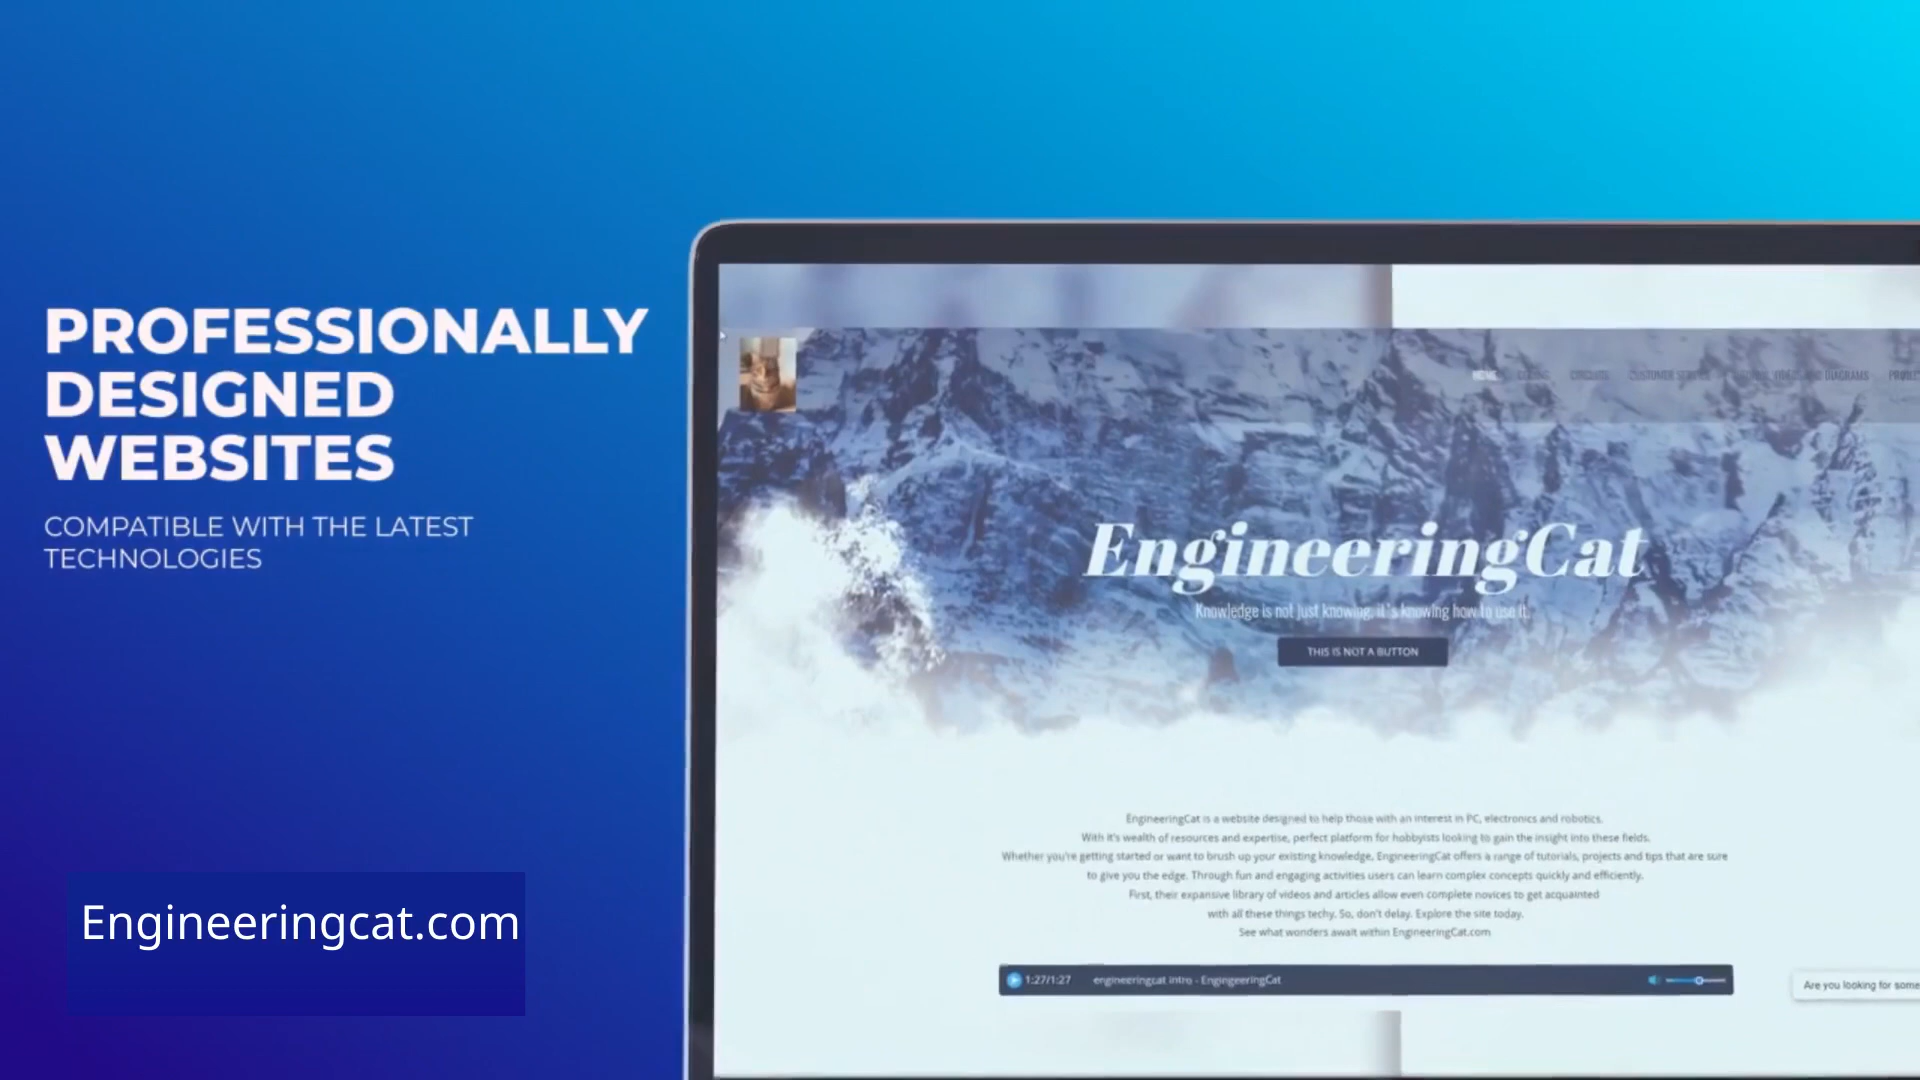 PROFESSIONALLY
DESIGNED
WEBSITES
COMPATIBLE WITH THE LATEST
TECHNOLOGIES
Engineeringcat.com
HOME
CIRCUITS
CUSTOMER SERVICE
DIAGRAMS
EngineeringCat
Knowledge is not just knowing, it's knowing how to use it.
THIS IS NOT A BUTTON
EngineeringCat is a website designed to help those with an interest in PC, electronics and robotics.
With it's wealth of resources and expertise, perfect platform for hobbyists looking to gain the insight into these fields.
Whether you're getting started or want to brush up your existing knowledge, EngineeringCat offers a range of tutorials, projects and tips that are sure
to give you the edge. Through fun and engaging activities users can learn complex concepts quickly and efficiently.
First, their expansive library of videos and articles allow even complete novices to get acquainted
with all these things techy. So, don't delay. Explore the site today.
See what wonders await within EngineeringCat.com
1:27/1:27 engineeringcat intro - EngingeeringCat
Are you looking for some